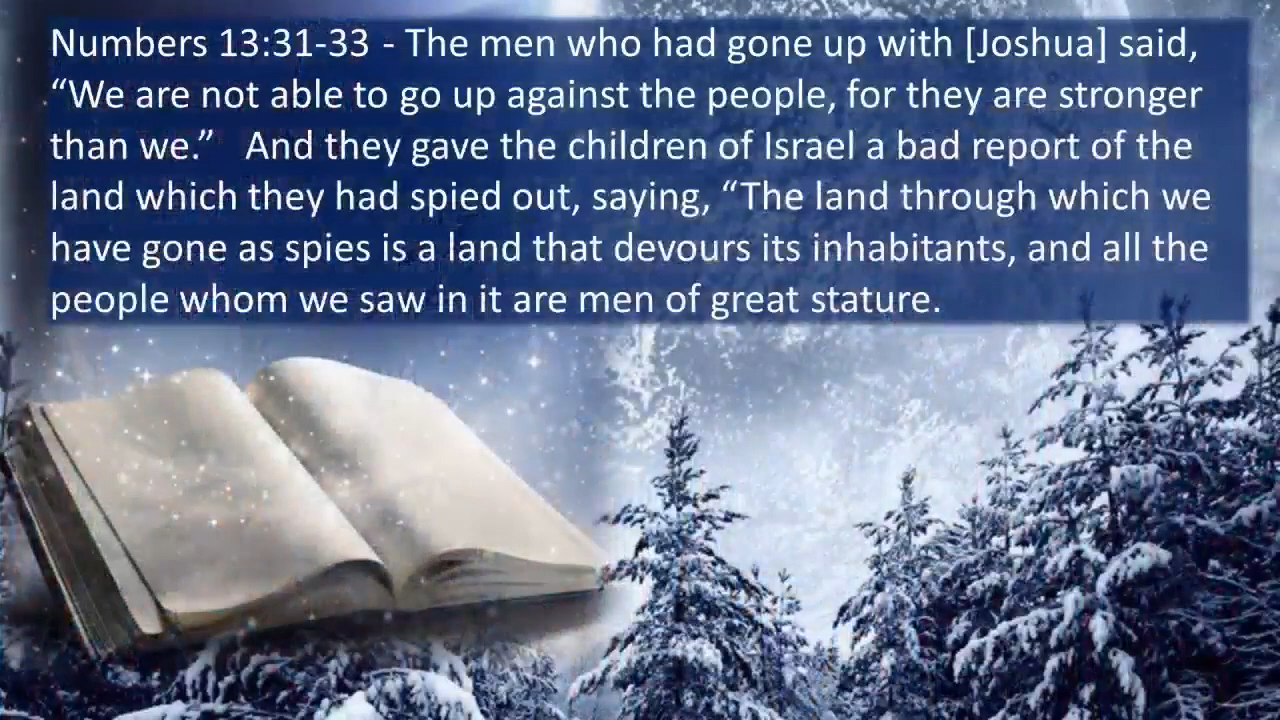 Numbers 13:31-33 - The men who had gone up with [Joshua] said,
“We are not able to go up against the people, for they are stronger
than we.”   And they gave the children of Israel a bad report of the
land which they had spied out, saying, “The land through which we
have gone as spies is a land that devours its inhabitants, and all the
people whom we saw in it are men of great stature.